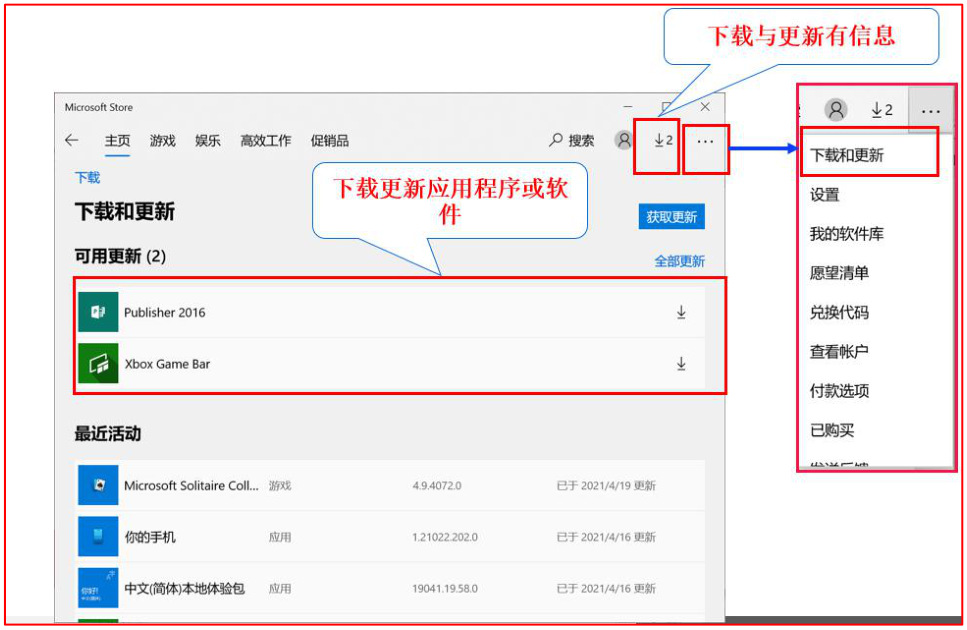 下载与更新有信息
Microsoft Store
主页 游戏 娱乐 高效工作 促销品 搜索 2 ...
下载
下载更新应用程序或软
件
下载和更新
获取更新
可用更新 (2)
全部更新
Publisher 2016
Xbox Game Bar
最近活动
Microsoft Solitaire Coll... 游戏 4.9.4072.0 已于 2021/4/19 更新
你的手机 应用 1.21022.202.0 已于 2021/4/16 更新
中文(简体)本地体验包 应用 19041.19.58.0 已于 2021/4/16 更新
2 ...
下载和更新
设置
我的软件库
愿望清单
兑换代码
查看帐户
付款选项
已购买